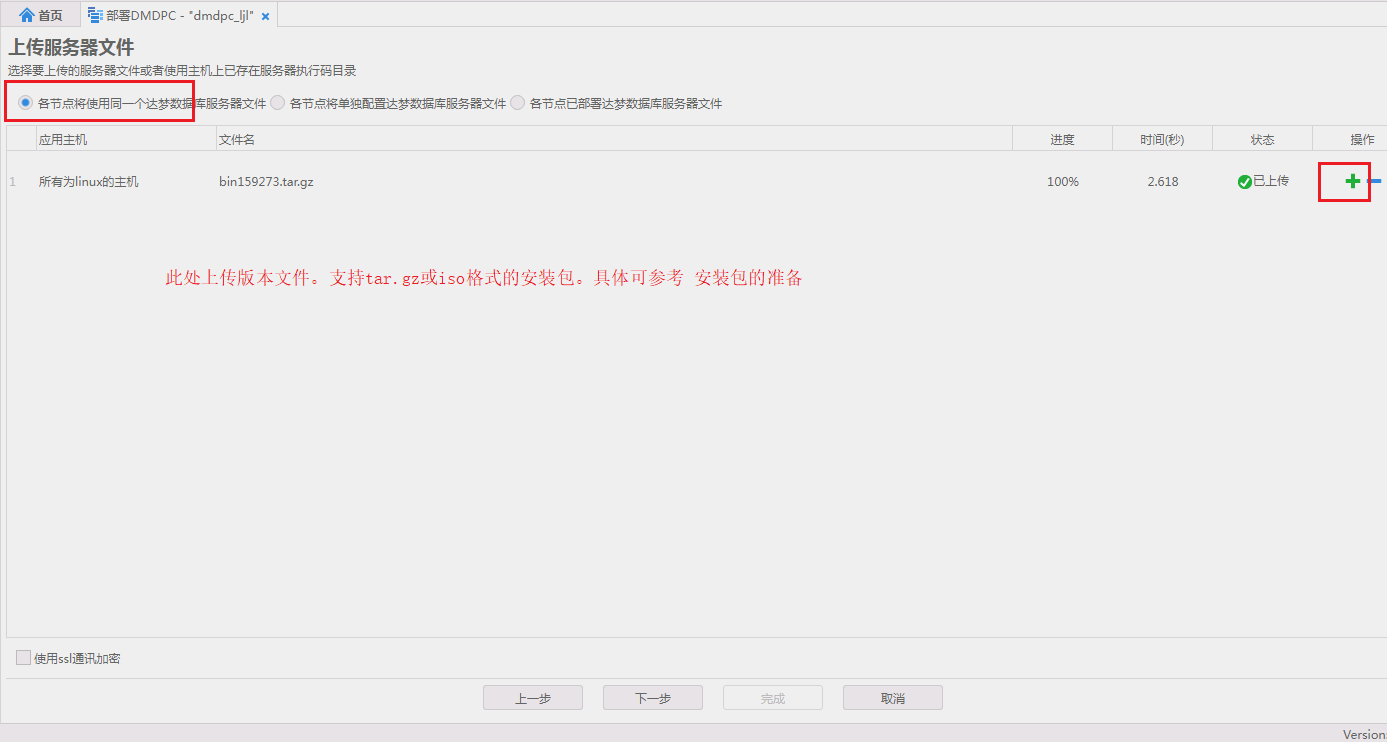 首页 部署DMDPC - "dmdpc_ljl"
上传服务器文件
选择要上传的服务器文件或者使用主机上已存在服务器执行码目录
各节点将使用同一个达梦数据库服务器文件 各节点将单独配置达梦数据库服务器文件 各节点已部署达梦数据库服务器文件
应用主机 文件名 进度 时间(秒) 状态 操作
1 所有为linux的主机 bin159273.tar.gz 100% 2.618 已上传
此处上传版本文件。支持tar.gz或iso格式的安装包。具体可参考 安装包的准备
使用ssl通讯加密
上一步 下一步 完成 取消
Version: